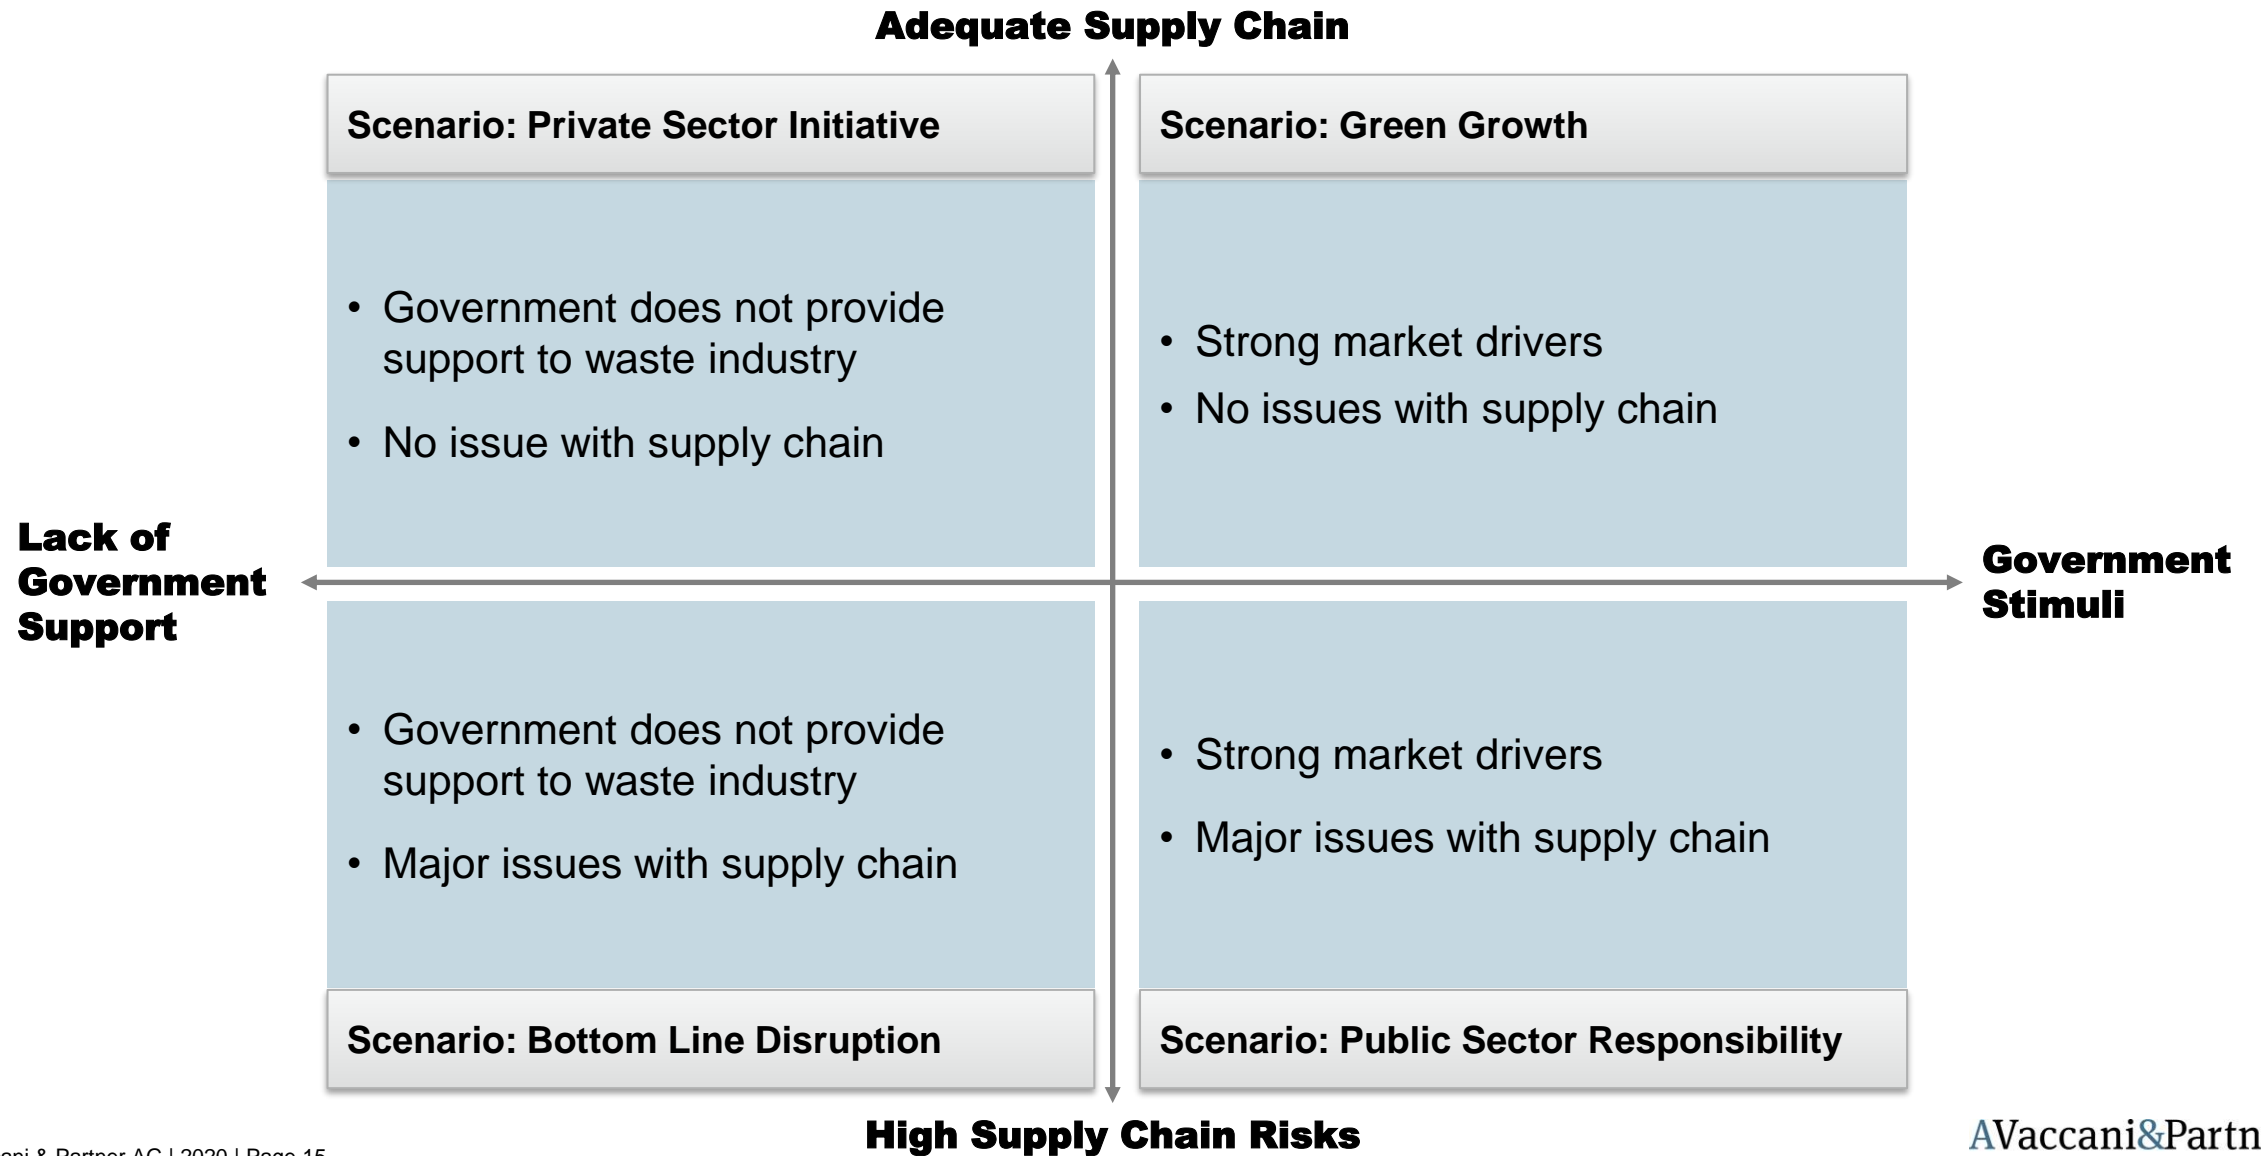 Adequate Supply Chain
Scenario: Private Sector Initiative
Scenario: Green Growth
• Government does not provide
support to waste industry
• No issue with supply chain
• Strong market drivers
• No issues with supply chain
Lack of
Government
Support
Government
Stimuli
• Government does not provide
support to waste industry
• Major issues with supply chain
• Strong market drivers
• Major issues with supply chain
Scenario: Bottom Line Disruption
Scenario: Public Sector Responsibility
High Supply Chain Risks
ani & Partner AG | 2020 | Page 15
AVaccani&Partn